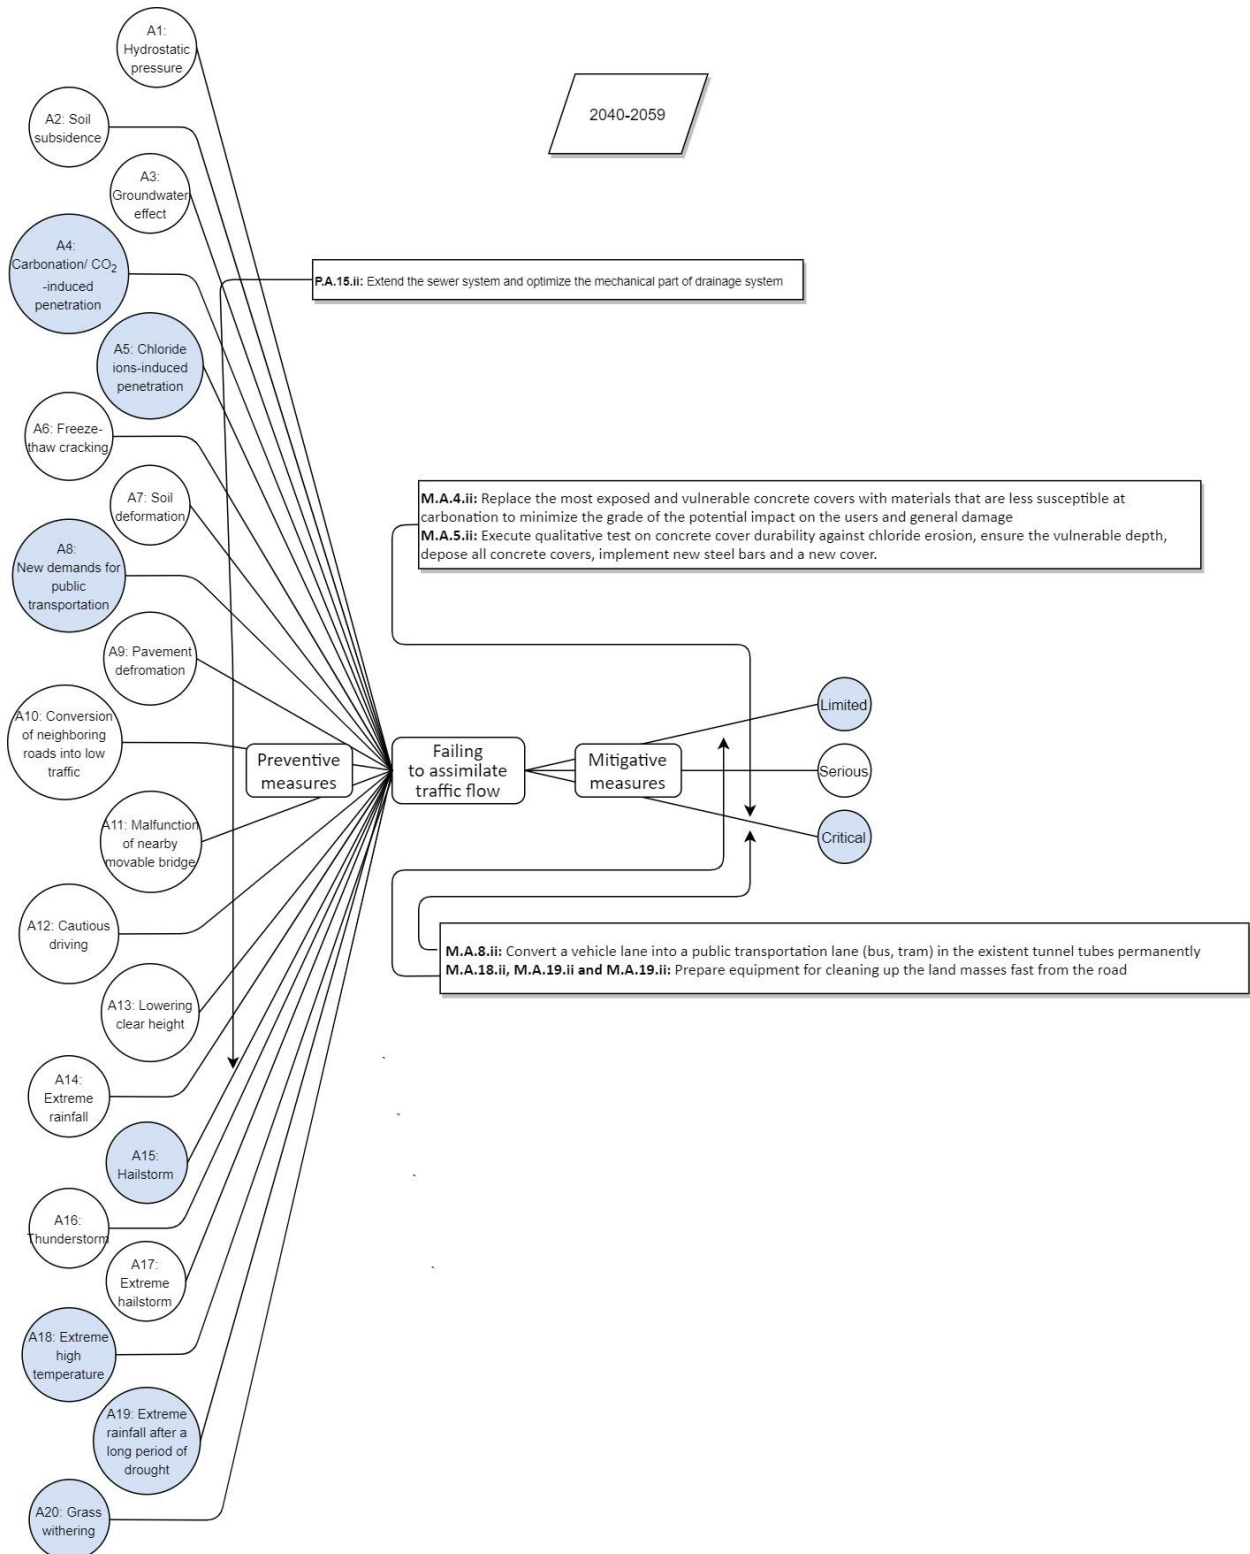 A1:
Hydrostatic
pressure
2040-2059
A2: Soil
subsidence
A3:
Groundwater
effect
A4:
Carbonation/ CO2
-induced
penetration
P.A.15.ii: Extend the sewer system and optimize the mechanical part of drainage system
A5: Chloride
ions-induced
penetration
A6: Freeze-
thaw cracking
A7: Soil
deformation
M.A.4.ii: Replace the most exposed and vulnerable concrete covers with materials that are less susceptible at
carbonation to minimize the grade of the potential impact on the users and general damage
M.A.5.ii: Execute qualitative test on concrete cover durability against chloride erosion, ensure the vulnerable depth,
depose all concrete covers, implement new steel bars and a new cover.
A8:
New demands for
public
transportation
A9: Pavement
defromation
A10: Conversion
of neighboring
roads into low
traffic
Preventive
measures
Failing
to assimilate
traffic flow
Mitigative
measures
Limited
Serious
Critical
A11: Malfunction
of nearby
movable bridge
A12: Cautious
driving
M.A.8.ii: Convert a vehicle lane into a public transportation lane (bus, tram) in the existent tunnel tubes permanently
M.A.18.ii, M.A.19.ii and M.A.19.ii: Prepare equipment for cleaning up the land masses fast from the road
A13: Lowering
clear height
A14:
Extreme
rainfall
A15:
Hailstorm
A16:
Thunderstorm
A17:
Extreme
hailstorm
A18: Extreme
high
temperature
A19: Extreme
rainfall after a
long period of
drought
A20: Grass
withering